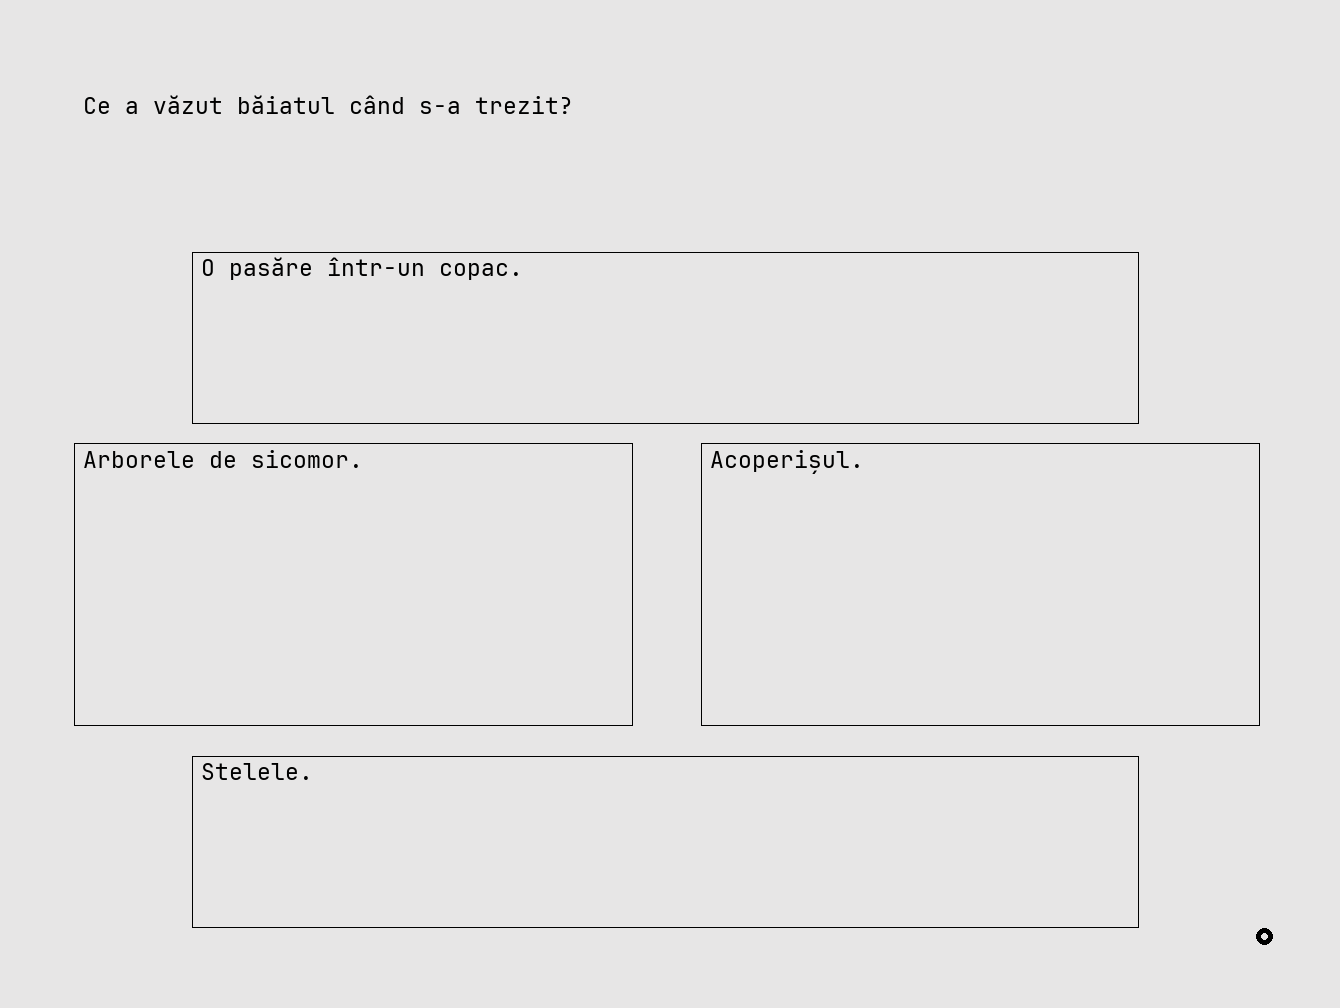 Ce a văzut băiatul când s-a trezit?
O pasăre într-un copac.
Arborele de sicomor.
Acoperișul.
Stelele.